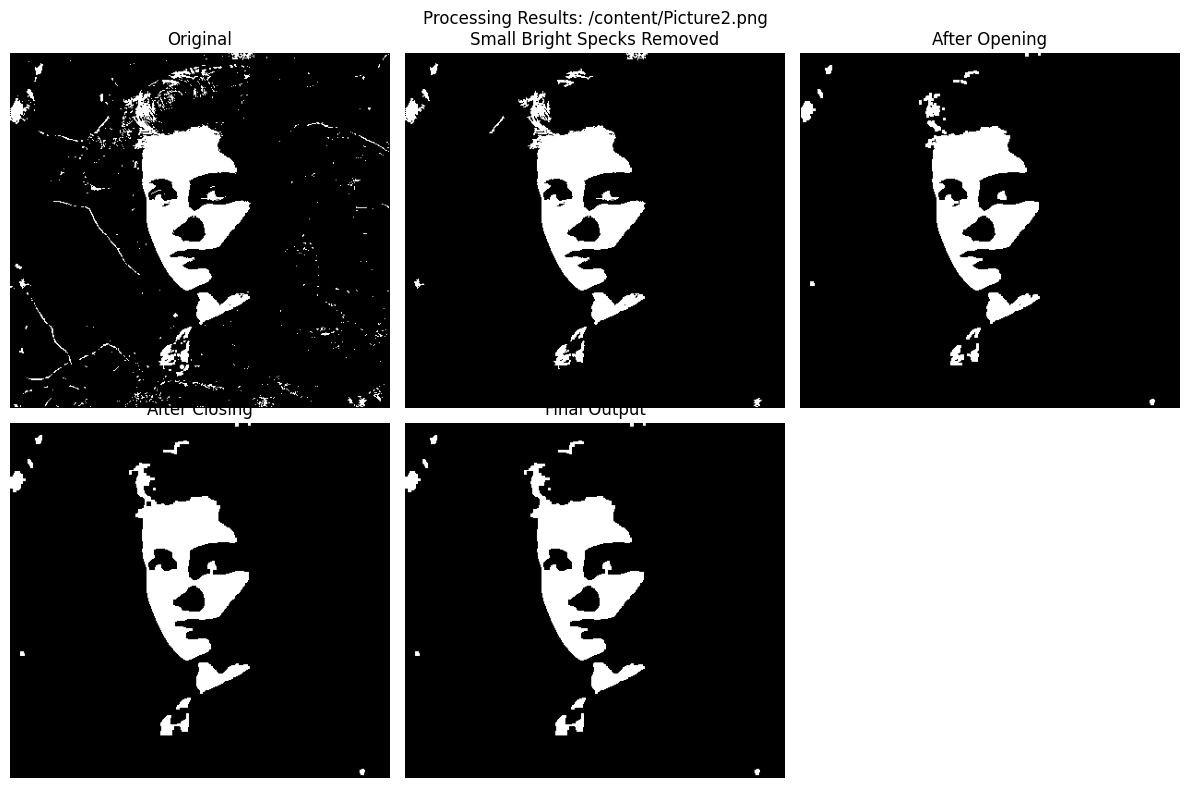 Processing Results: /content/Picture2.png
Original
Small Bright Specks Removed
After Opening
After Closing
Final Output